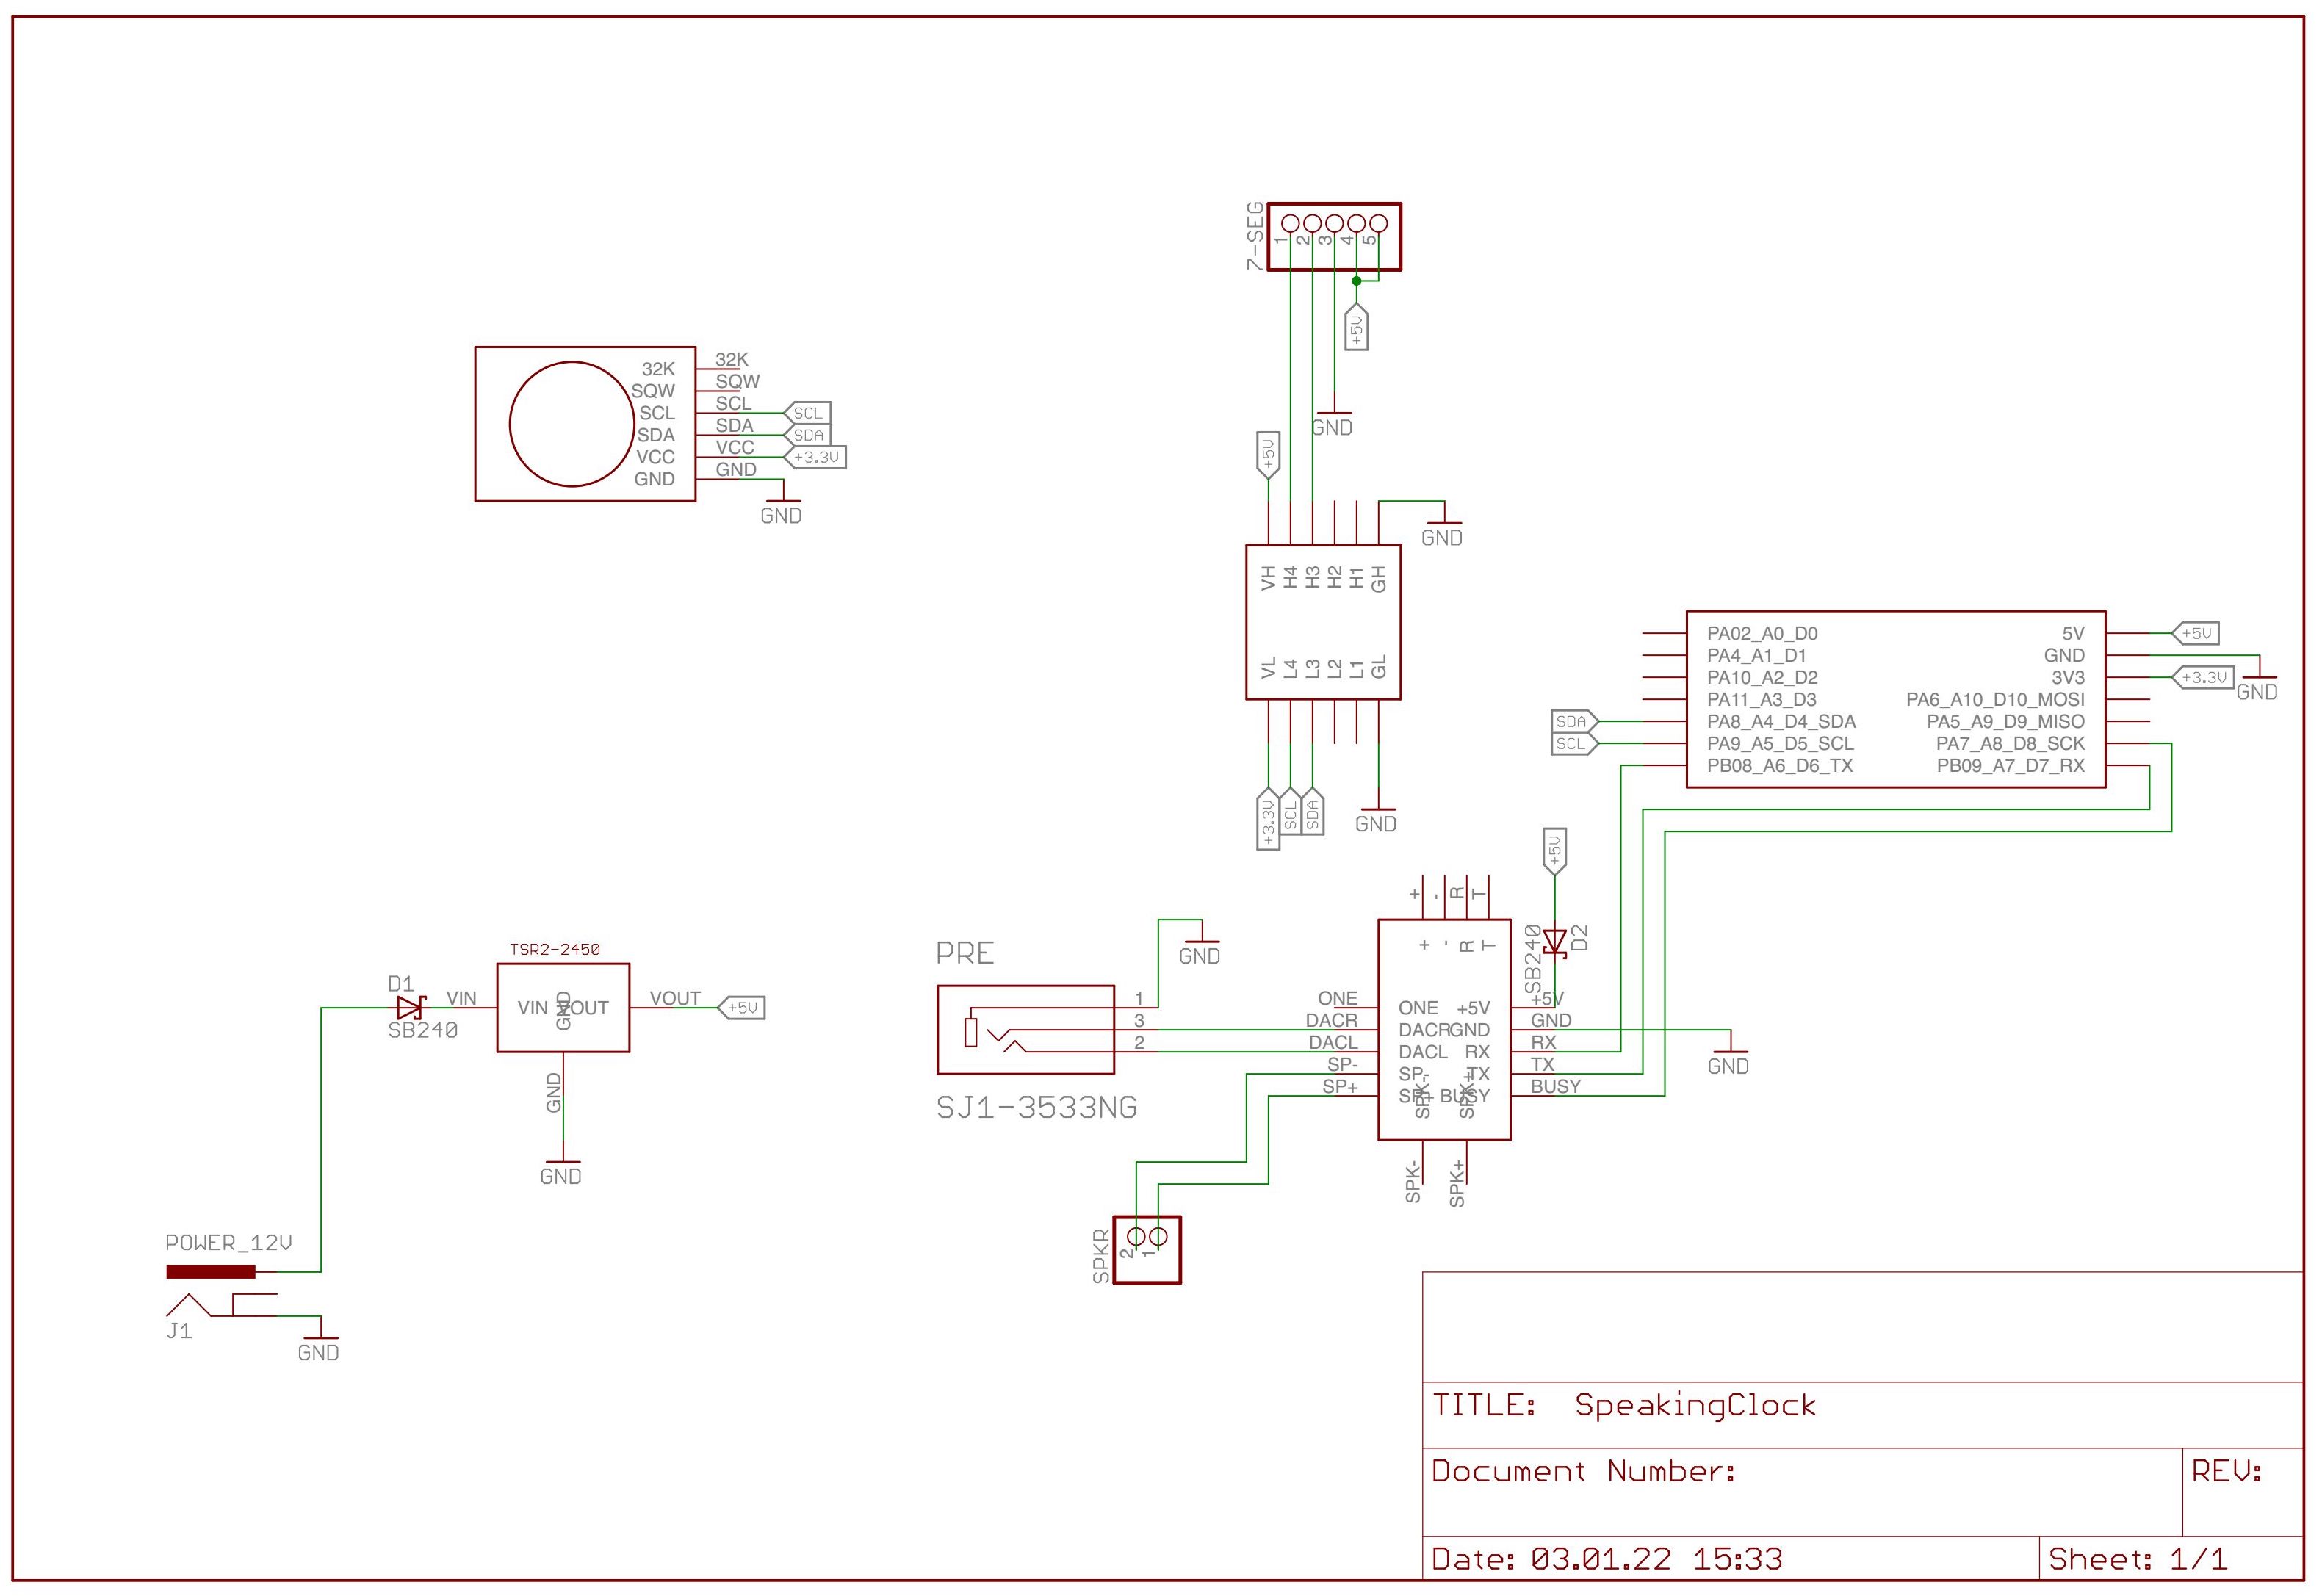 7-SEG
1 2 3 4 5
+5V
GND
32K 32K
SQW SQW
SCL SCL SCL
SDA SDA SDA
VCC VCC +3.3V
GND GND
GND
+5V
GND
VH H4 H3 H2 H1 GH
VL L4 L3 L2 L1 GL
+3.3V SCL SDA
GND
PA02_A0_D0 5V +5V
PA4_A1_D1 GND
PA10_A2_D2 3V3 +3.3V
GND
PA11_A3_D3 PA6_A10_D10_MOSI
SDA PA8_A4_D4_SDA PA5_A9_D9_MISO
SCL PA9_A5_D5_SCL PA7_A8_D8_SCK
PB08_A6_D6_TX PB09_A7_D7_RX
+5V
SB240
D2
TSR2-2450
D1
SB240
VIN VIN GND VOUT VOUT +5V
GND
GND
PRE
GND
1
3
2
SJ1-3533NG
+ - R T
+ - R T
ONE ONE +5V +5V
DACR DACR GND GND
DACL DACL RX RX
SP- SP- TX TX
SP+ SP+ BUSY BUSY
SPK- SPK+
SPK- SPK+
GND
SPKR
2 1
POWER_12V
J1
GND
TITLE: SpeakingClock
Document Number:
REV:
Date: 03.01.22 15:33
Sheet: 1/1